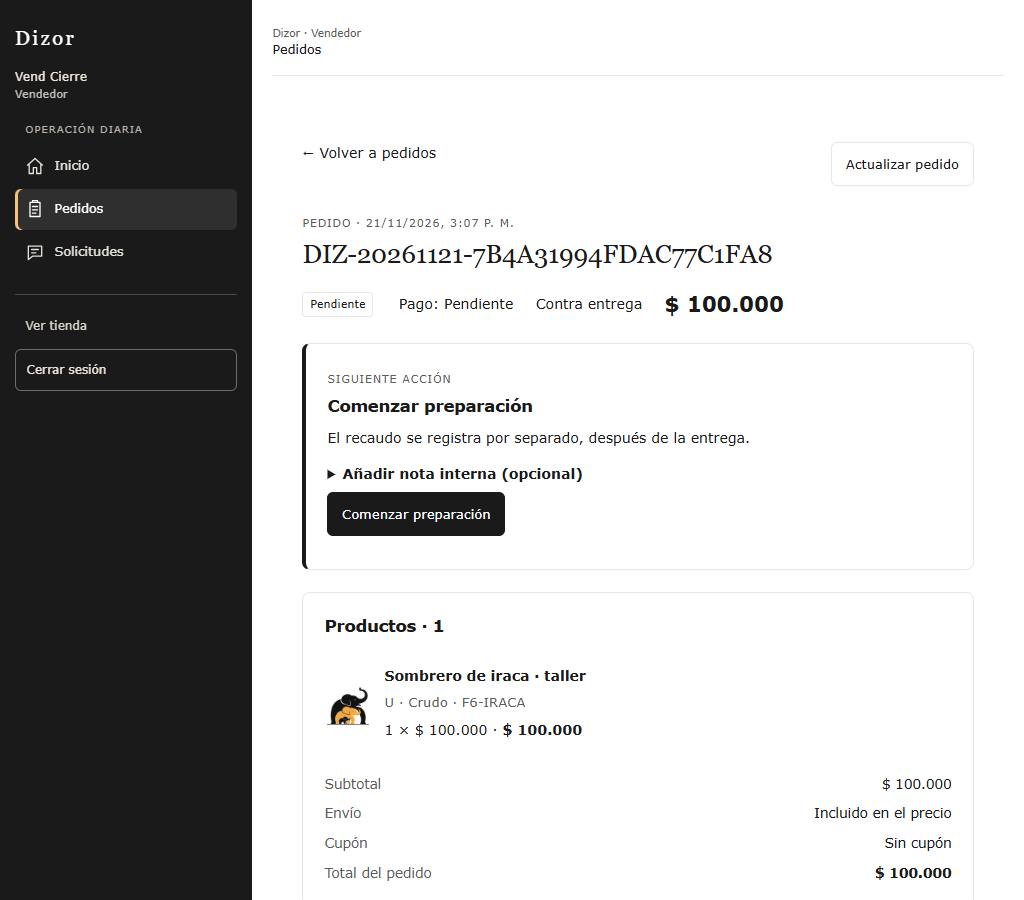 Dizor
Vend Cierre
Vendedor
OPERACIÓN DIARIA
Inicio
Pedidos
Solicitudes
Ver tienda
Cerrar sesión
Dizor · Vendedor
Pedidos
← Volver a pedidos
Actualizar pedido
PEDIDO · 21/11/2026, 3:07 P. M.
DIZ-20261121-7B4A31994FDAC77C1FA8
Pendiente
Pago: Pendiente
Contra entrega
$ 100.000
SIGUIENTE ACCIÓN
Comenzar preparación
El recaudo se registra por separado, después de la entrega.
▶ Añadir nota interna (opcional)
Comenzar preparación
Productos · 1
Sombrero de iraca · taller
U · Crudo · F6-IRACA
1 × $ 100.000 · $ 100.000
Subtotal $ 100.000
Envío Incluido en el precio
Cupón Sin cupón
Total del pedido $ 100.000